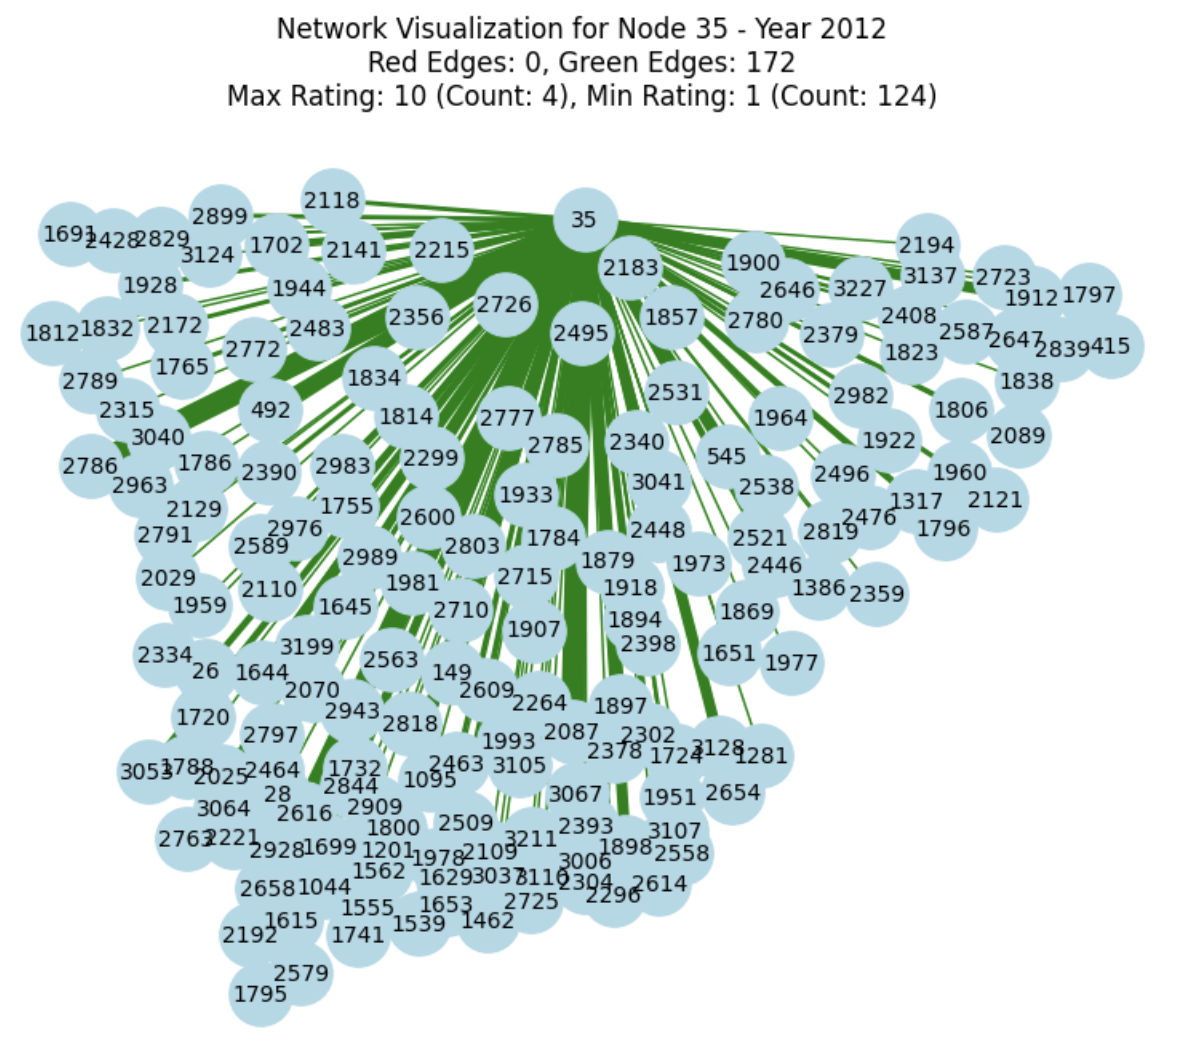 Network Visualization for Node 35 - Year 2012
Red Edges: 0, Green Edges: 172
Max Rating: 10 (Count: 4), Min Rating: 1 (Count: 124)
2118
2899 35
1691 2428 2829 3124 1702 2141 2215 2183 1900 2194
1928 1944 2726 2646 3227 3137 2723 1912 1797
1812 1832 2172 2483 2356 2495 1857 2780 2379 2408 2587 2647 2839 415
2772 1823
2789 1765 1834 2531 2982 1838
2315 492 1814 2777 1964 1806
3040 2785 2340 1922 2089
2786 1786 2390 2983 2299 545 2496 1960
2963 1933 3041 2538
2129 1755 1317 2121
2791 2976 2600 1784 2448 2819 2476 1796
2589 2989 2803 1879 1973 2521 2446
2029 2110 1981 2715 1918 1386 2359
1959 1645 2710 1894 1869
1907 2398
2334 26 1644 3199 2563 149 1651 1977
2070 2609 2264 1897
1720 2797 2943 2818 1993 2087 2378 2302
3053 1788 2025 2464 1732 1095 2463 3105 1724 3128 1281
28 2844 3067 1951 2654
3064 2616 2909 1800 2509 2393 3107
2763 2221 2928 1699 1201 1978 2109 3211 1898 2558
2658 1044 1562 1629 3037 3110 3006 2304 2614
2296
1615 1555 1653 2725
2192 1741 1539 1462
2579
1795